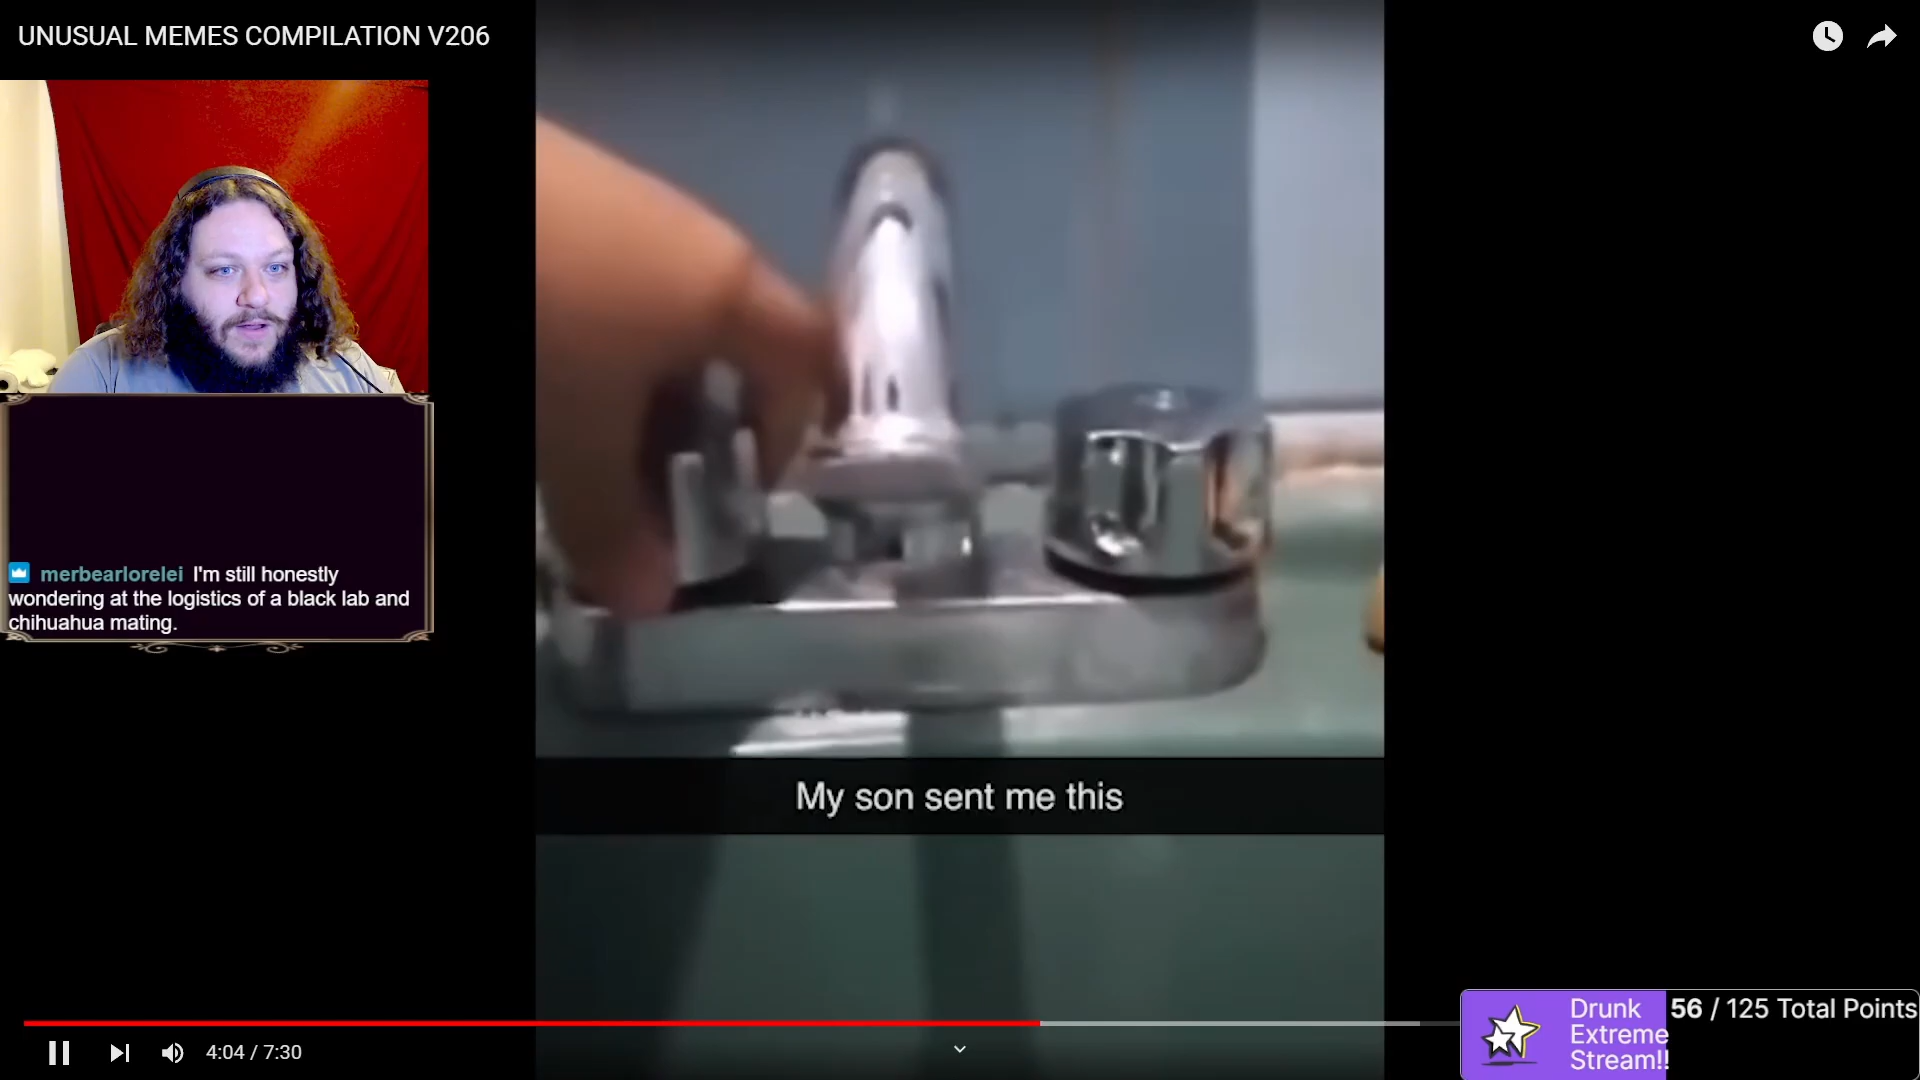 UNUSUAL MEMES COMPILATION V206
merbearlorelei I'm still honestly
wondering at the logistics of a black lab and
chihuahua mating.
My son sent me this
4:04 / 7:30
Drunk
Extreme
Stream!!
56 / 125 Total Points